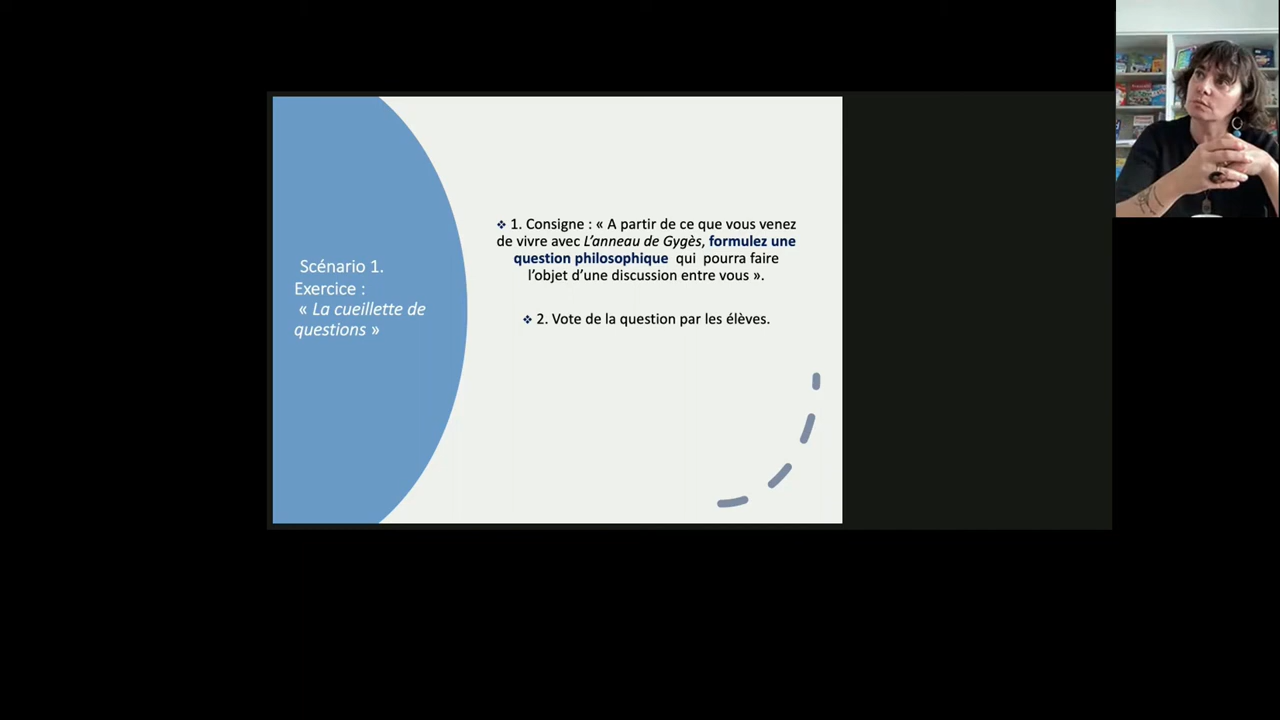 Scénario 1.
Exercice :
« La cueillette de
questions »
❖ 1. Consigne : « A partir de ce que vous venez
de vivre avec L'anneau de Gygès, formulez une
question philosophique qui pourra faire
l'objet d'une discussion entre vous ».
❖ 2. Vote de la question par les élèves.